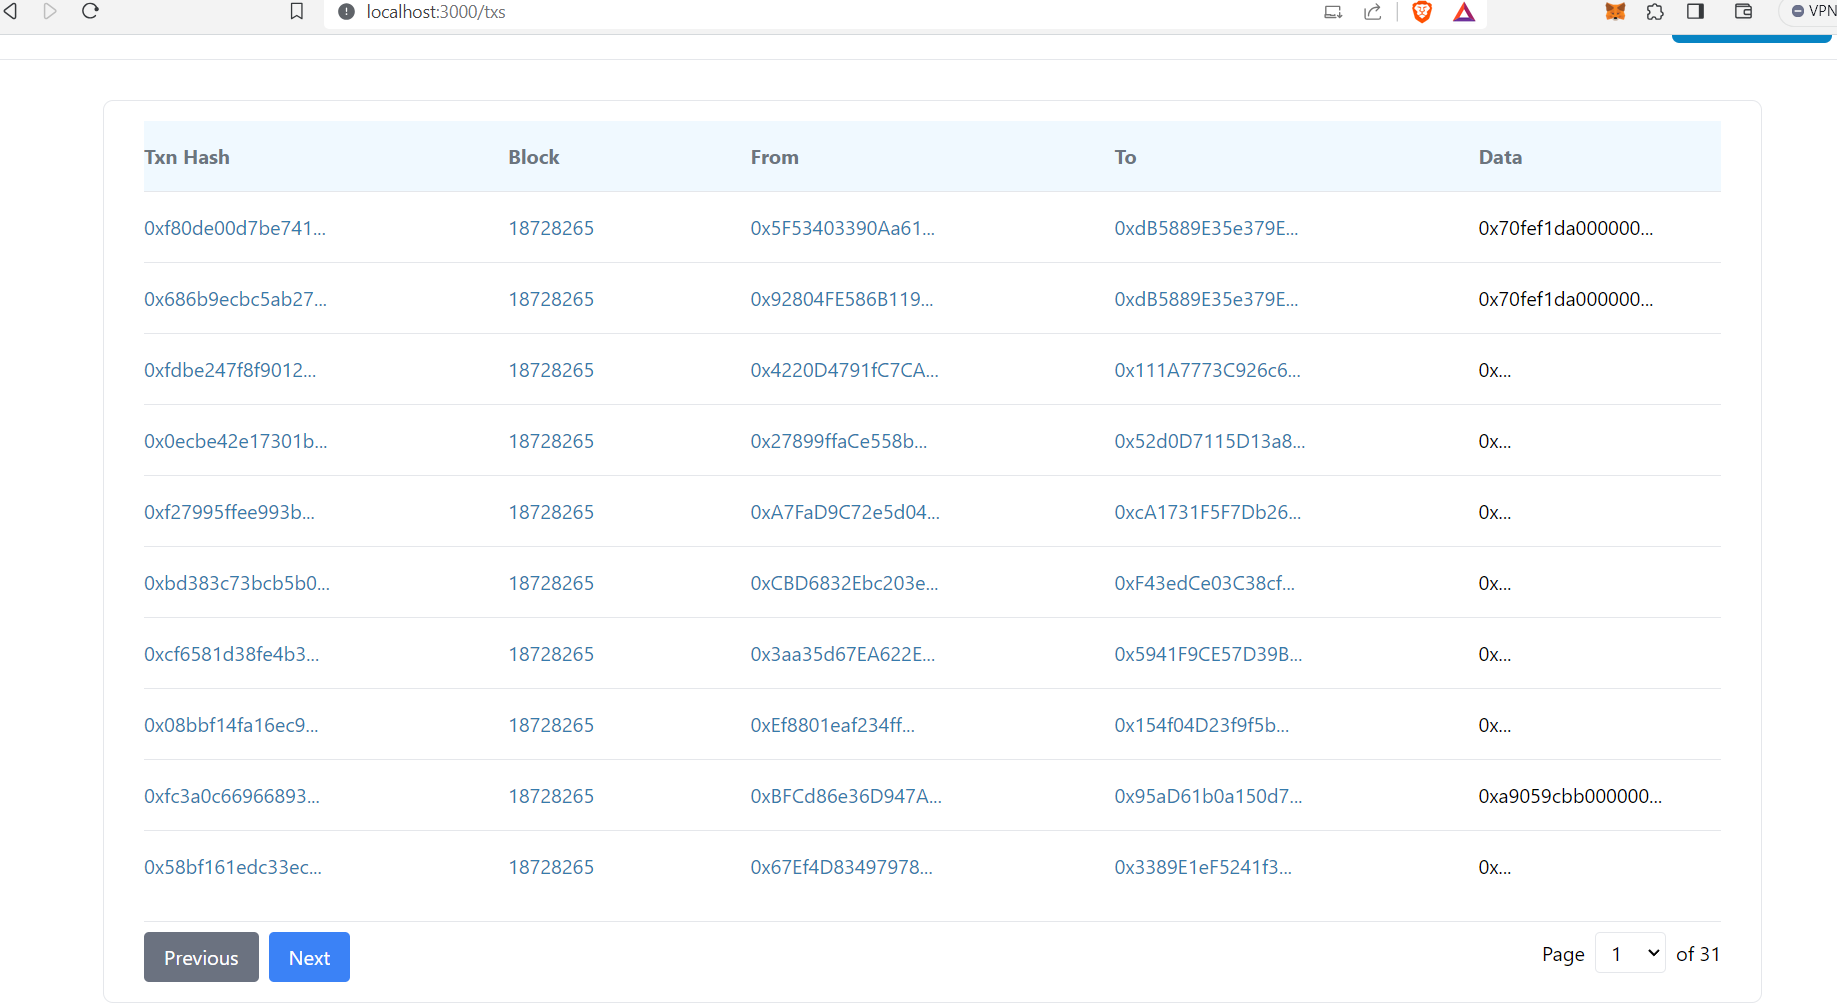 localhost:3000/txs
VPN
Txn Hash Block From To Data
0xf80de00d7be741... 18728265 0x5F53403390Aa61... 0xdB5889E35e379E... 0x70fef1da000000...
0x686b9ecbc5ab27... 18728265 0x92804FE586B119... 0xdB5889E35e379E... 0x70fef1da000000...
0xfdbe247f8f9012... 18728265 0x4220D4791fC7CA... 0x111A7773C926c6... 0x...
0x0ecbe42e17301b... 18728265 0x27899ffaCe558b... 0x52d0D7115D13a8... 0x...
0xf27995ffee993b... 18728265 0xA7FaD9C72e5d04... 0xcA1731F5F7Db26... 0x...
0xbd383c73bcb5b0... 18728265 0xCBD6832Ebc203e... 0xF43edCe03C38cf... 0x...
0xcf6581d38fe4b3... 18728265 0x3aa35d67EA622E... 0x5941F9CE57D39B... 0x...
0x08bbf14fa16ec9... 18728265 0xEf8801eaf234ff... 0x154f04D23f9f5b... 0x...
0xfc3a0c66966893... 18728265 0xBFCd86e36D947A... 0x95aD61b0a150d7... 0xa9059cbb000000...
0x58bf161edc33ec... 18728265 0x67Ef4D83497978... 0x3389E1eF5241f3... 0x...
Previous Next Page 1 of 31